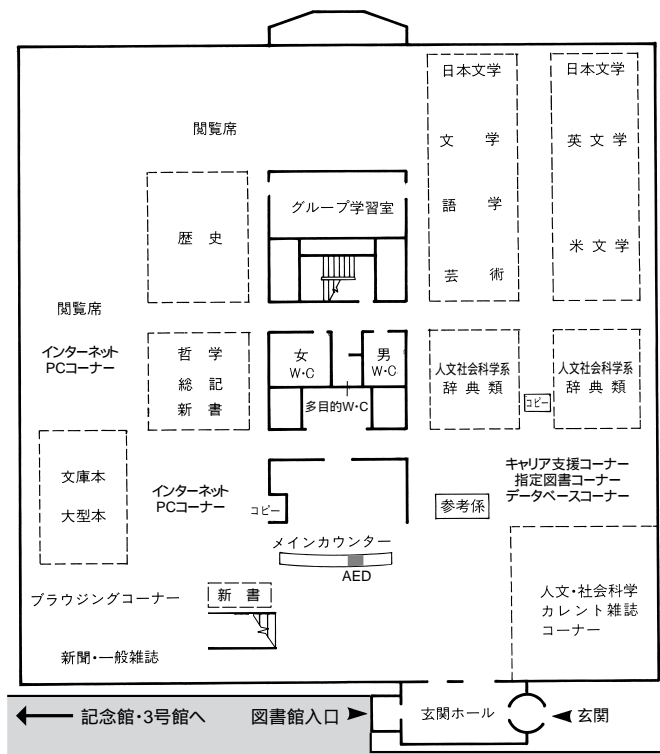 日本文学
日本文学
閲覧席
文 学
英文学
グループ学習室
語 学
歴 史
米文学
芸 術
閲覧席
インターネット
PCコーナー
哲 学
総 記
新 書
女
W・C
男
W・C
多目的W・C
人文社会科学系
辞典類
コピー
人文社会科学系
辞典類
文庫本
大型本
インターネット
PCコーナー
コピー
参考係
キャリア支援コーナー
指定図書コーナー
データベースコーナー
メインカウンター
AED
ブラウジングコーナー
新 書
人文・社会科学
カレント雑誌
コーナー
新聞・一般雑誌
記念館・3号館へ
図書館入口
玄関ホール
玄関